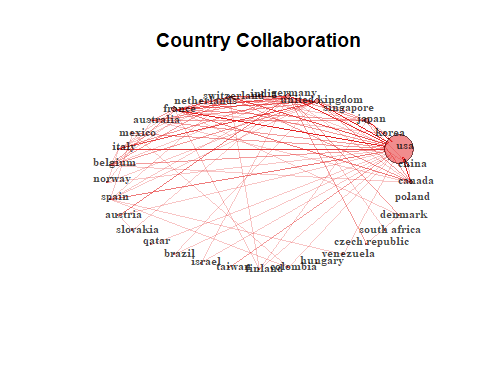 Country Collaboration
india
germany
switzerland
united kingdom
netherlands
singapore
france
australia
japan
mexico
korea
italy
usa
belgium
china
norway
canada
spain
poland
austria
denmark
slovakia
south africa
qatar
czech republic
brazil
venezuela
israel
hungary
taiwan
colombia
finland